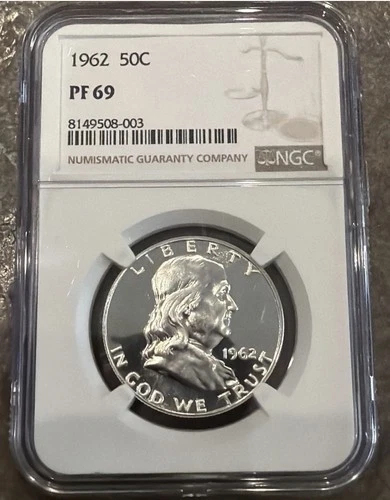 1962 50C
PF 69
8149508-003
NUMISMATIC GUARANTY COMPANY
NGC
LIBERTY
1962
IN GOD WE TRUST